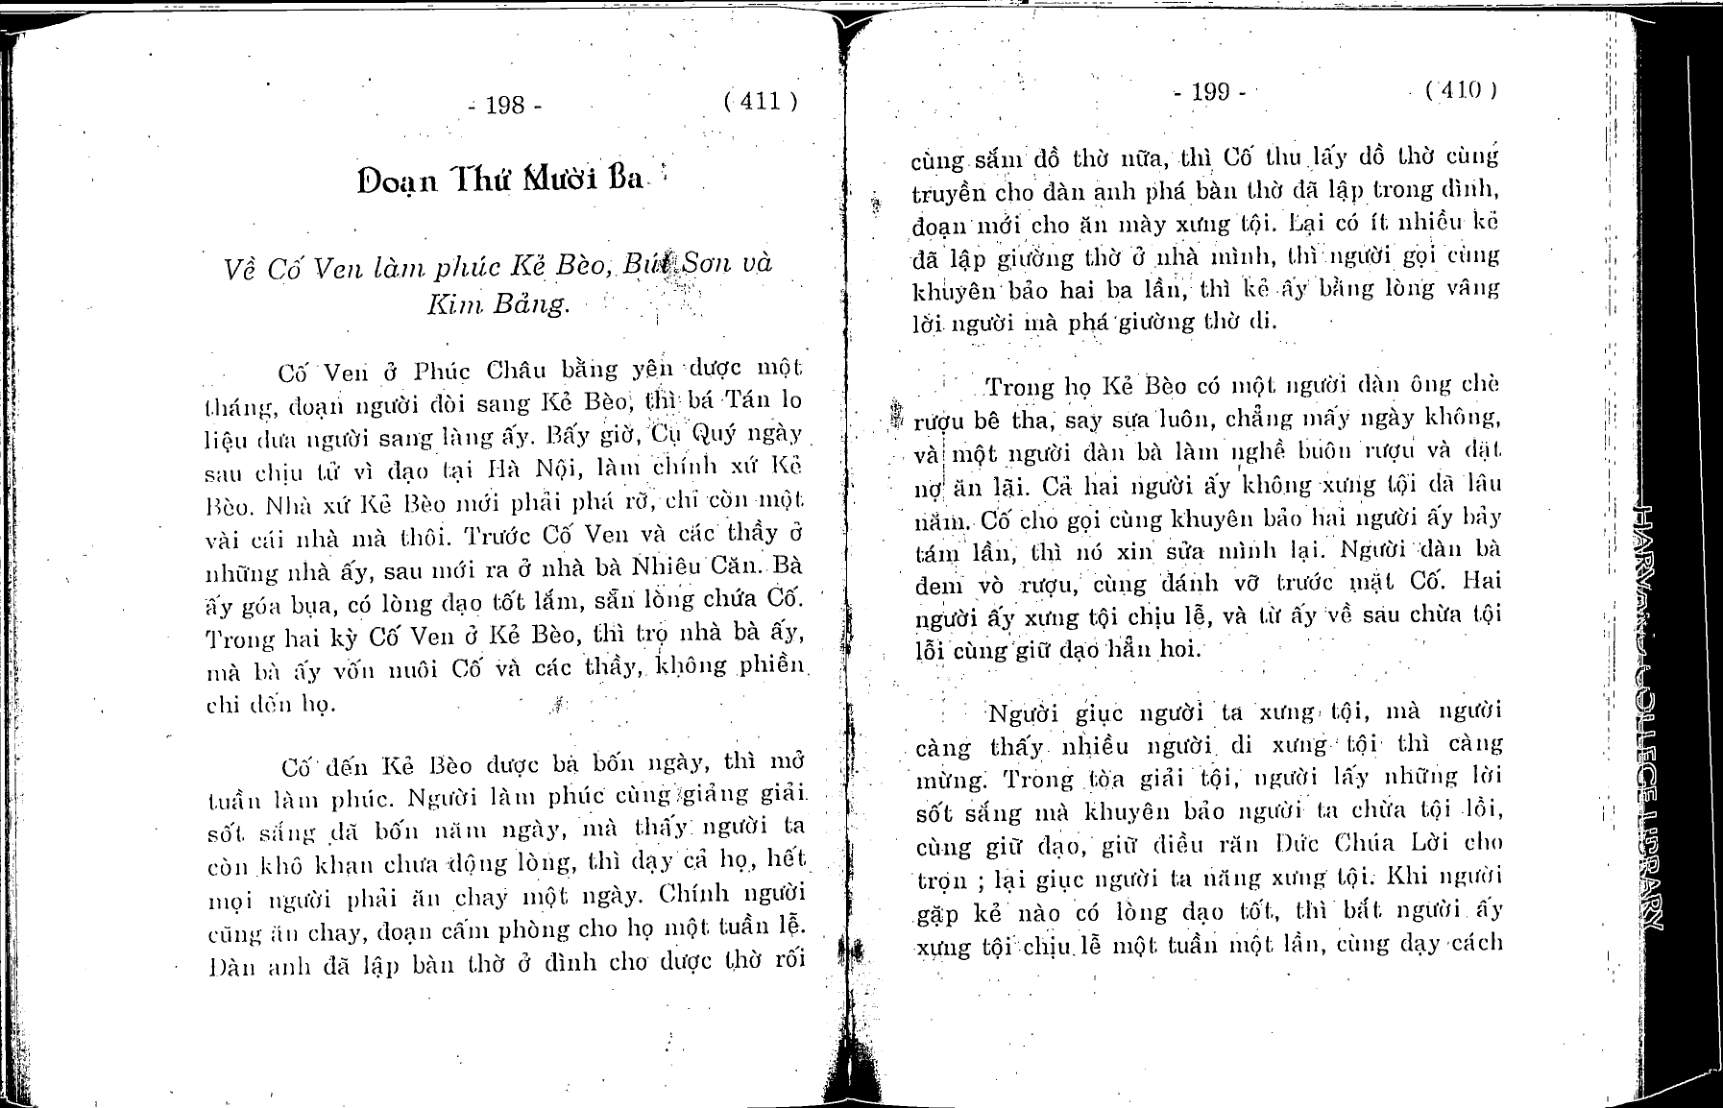 - 198 -
( 411 )
Đoạn Thứ Mười Ba
Về Cố Ven làm phúc Kẻ Bèo, Bút Sơn và
Kim Bảng.
Cố Ven ở Phúc Châu bằng yên được một
tháng, đoạn người đòi sang Kẻ Bèo, thì bá Tán lo
liệu đưa người sang làng ấy. Bấy giờ, Cụ Quý ngày
sau chịu tử vì đạo tại Hà Nội, làm chính xứ Kẻ
Bèo. Nhà xứ Kẻ Bèo mới phải phá rỡ, chỉ còn một
vài cái nhà mà thôi. Trước Cố Ven và các thầy ở
những nhà ấy, sau mới ra ở nhà bà Nhiêu Căn. Bà
ấy góa bụa, có lòng đạo tốt lắm, sẵn lòng chứa Cố.
Trong hai kỳ Cố Ven ở Kẻ Bèo, thì trọ nhà bà ấy,
mà bà ấy vốn nuôi Cố và các thầy, không phiền
chi đến họ.
Cố đến Kẻ Bèo được ba bốn ngày, thì mở
tuần làm phúc. Người làm phúc cùng giảng giải
sốt sắng đã bốn năm ngày, mà thấy người ta
còn khô khan chưa động lòng, thì dạy cả họ, hết
mọi người phải ăn chay một ngày. Chính người
cũng ăn chay, đoạn cấm phòng cho họ một tuần lễ.
Đàn anh đã lập bàn thờ ở đình cho được thờ rối
- 199 -
( 410 )
cùng sắm đồ thờ nữa, thì Cố thu lấy đồ thờ cùng
truyền cho đàn anh phá bàn thờ đã lập trong đình,
đoạn mới cho ăn mày xưng tội. Lại có ít nhiều kẻ
đã lập giường thờ ở nhà mình, thì người gọi cùng
khuyên bảo hai ba lần, thì kẻ ấy bằng lòng vâng
lời người mà phá giường thờ đi.
Trong họ Kẻ Bèo có một người đàn ông chè
rượu bê tha, say sưa luôn, chẳng mấy ngày không,
và một người đàn bà làm nghề buôn rượu và đặt
nợ ăn lãi. Cả hai người ấy không xưng tội đã lâu
năm. Cố cho gọi cùng khuyên bảo hai người ấy bảy
tám lần, thì nó xin sửa mình lại. Người đàn bà
đem vò rượu, cùng đánh vỡ trước mặt Cố. Hai
người ấy xưng tội chịu lễ, và từ ấy về sau chừa tội
lỗi cùng giữ đạo hẳn hoi.
Người giục người ta xưng tội, mà người
càng thấy nhiều người đi xưng tội thì càng
mừng. Trong tòa giải tội, người lấy những lời
sốt sắng mà khuyên bảo người ta chừa tội lỗi,
cùng giữ đạo, giữ điều răn Đức Chúa Lời cho
trọn ; lại giục người ta năng xưng tội. Khi người
gặp kẻ nào có lòng đạo tốt, thì bắt người ấy
xưng tội chịu lễ một tuần một lần, cùng dạy cách
HARVARD COLLEGE LIBRARY